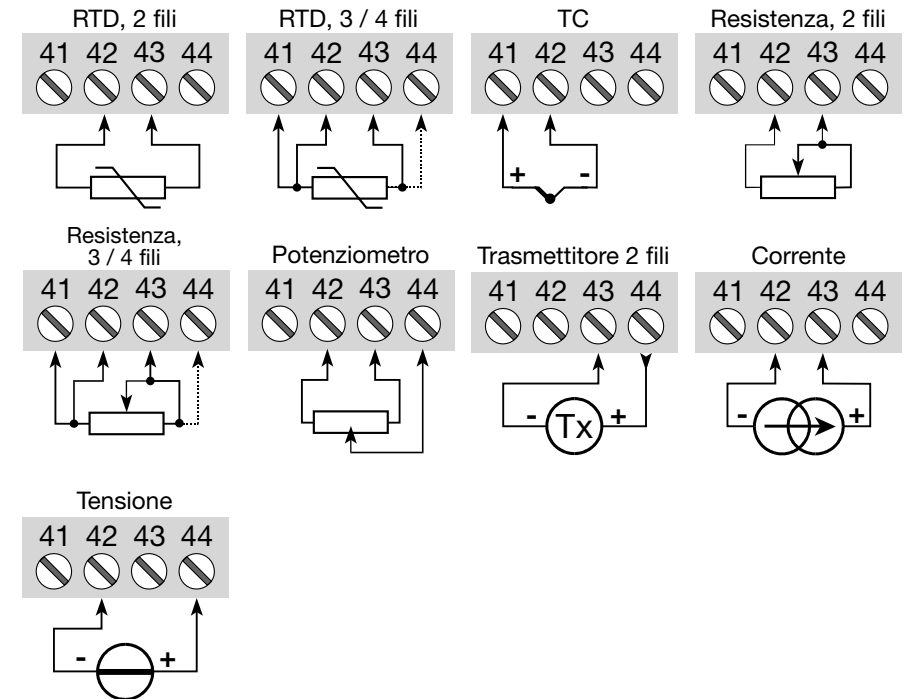 RTD, 2 fili
41 42 43 44
RTD, 3 / 4 fili
41 42 43 44
TC
41 42 43 44
+ -
Resistenza, 2 fili
41 42 43 44
Resistenza,
3 / 4 fili
41 42 43 44
Potenziometro
41 42 43 44
Trasmettitore 2 fili
41 42 43 44
- Tx +
Corrente
41 42 43 44
- +
Tensione
41 42 43 44
- +